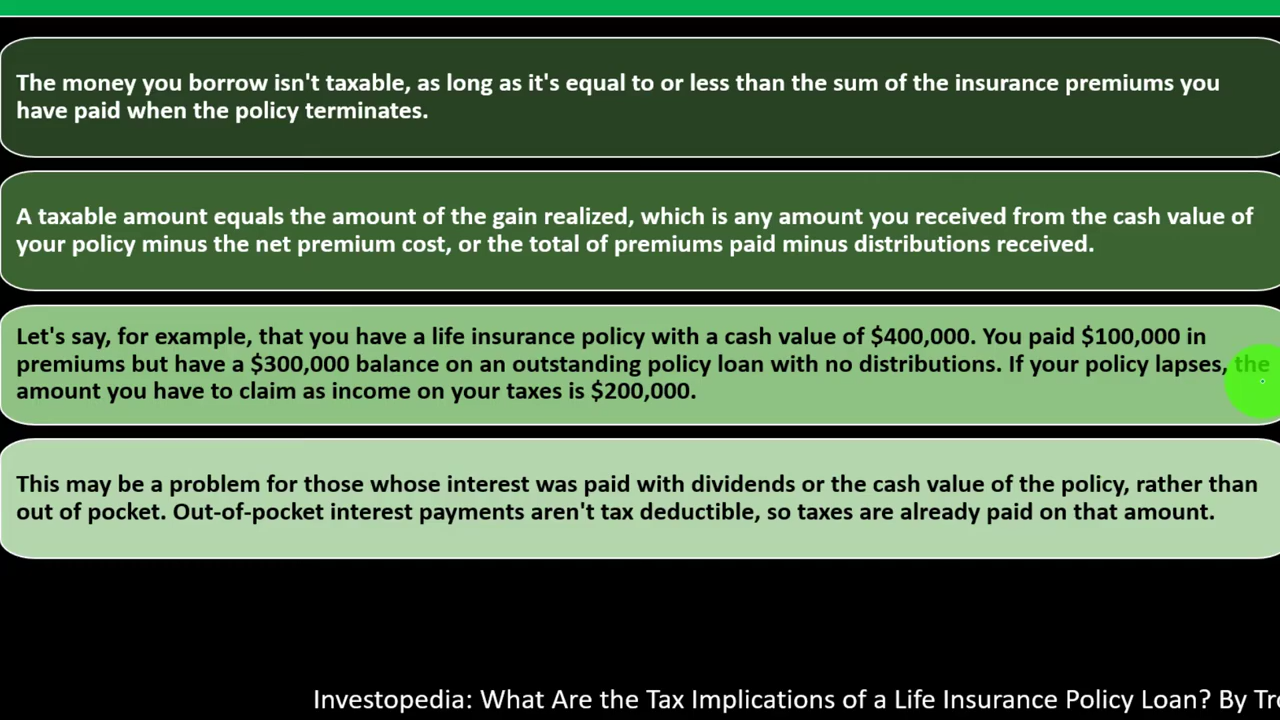 The money you borrow isn't taxable, as long as it's equal to or less than the sum of the insurance premiums you
have paid when the policy terminates.
A taxable amount equals the amount of the gain realized, which is any amount you received from the cash value of
your policy minus the net premium cost, or the total of premiums paid minus distributions received.
Let's say, for example, that you have a life insurance policy with a cash value of $400,000. You paid $100,000 in
premiums but have a $300,000 balance on an outstanding policy loan with no distributions. If your policy lapses, the
amount you have to claim as income on your taxes is $200,000.
This may be a problem for those whose interest was paid with dividends or the cash value of the policy, rather than
out of pocket. Out-of-pocket interest payments aren't tax deductible, so taxes are already paid on that amount.
Investopedia: What Are the Tax Implications of a Life Insurance Policy Loan? By